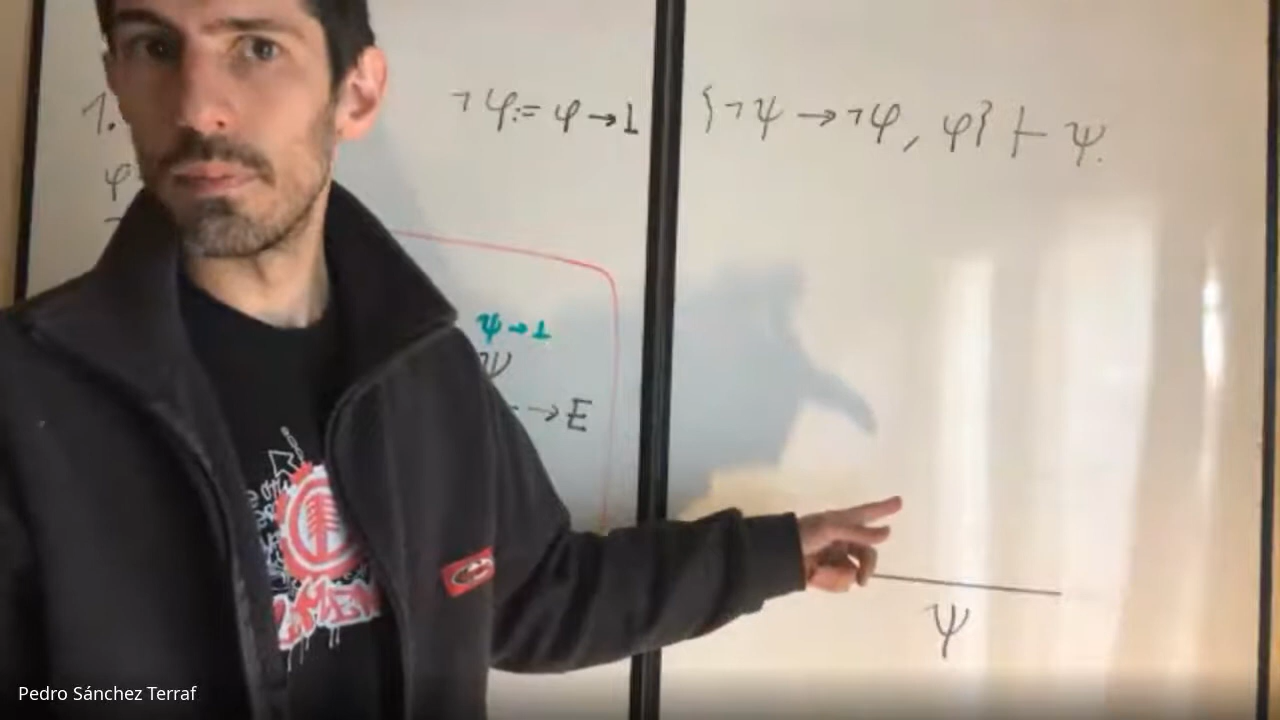 1.
φ
¬φ:= φ→⊥
ψ→⊥
¬ψ
→E
{¬ψ → ¬φ, φ} ⊢ ψ.
ψ
Pedro Sánchez Terraf